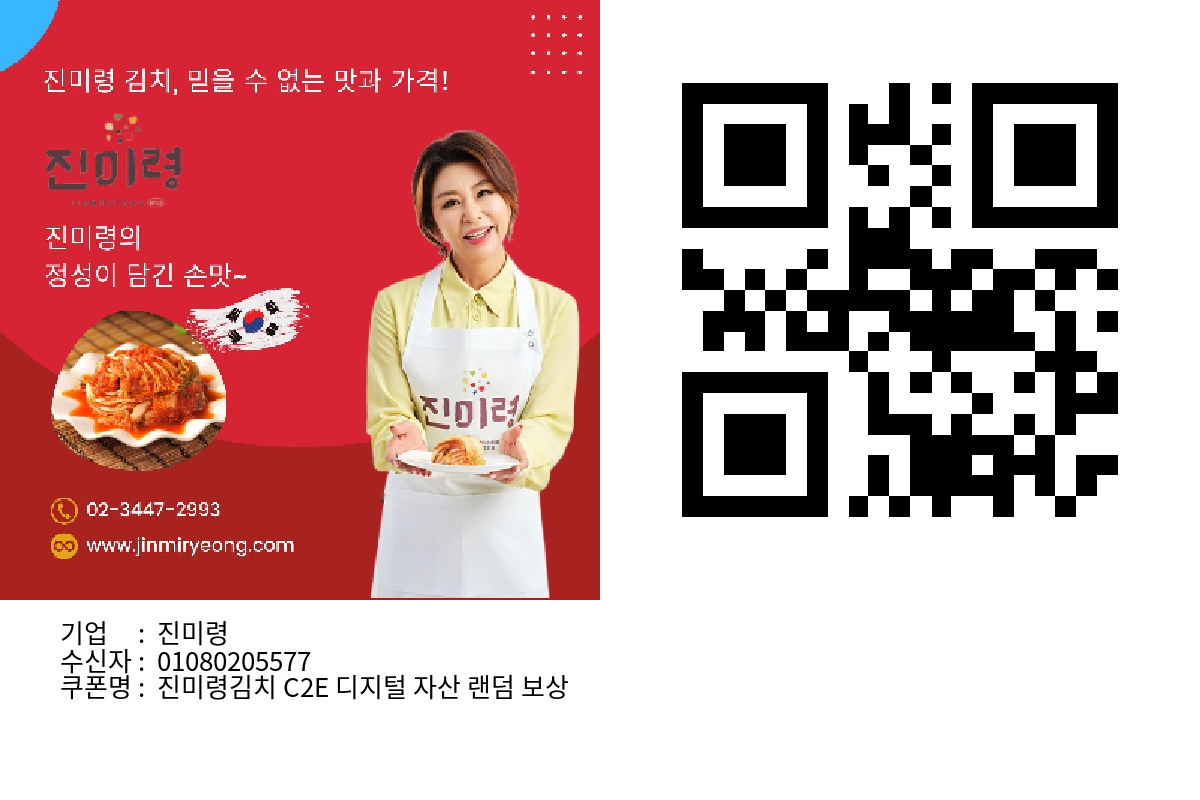 진미령 김치, 믿을 수 없는 맛과 가격!
진미령
진미령의
정성이 담긴 손맛~
진미령
02-3447-2993
www.jinmiryeong.com
기업 : 진미령
수신자 : 01080205577
쿠폰명 : 진미령김치 C2E 디지털 자산 랜덤 보상